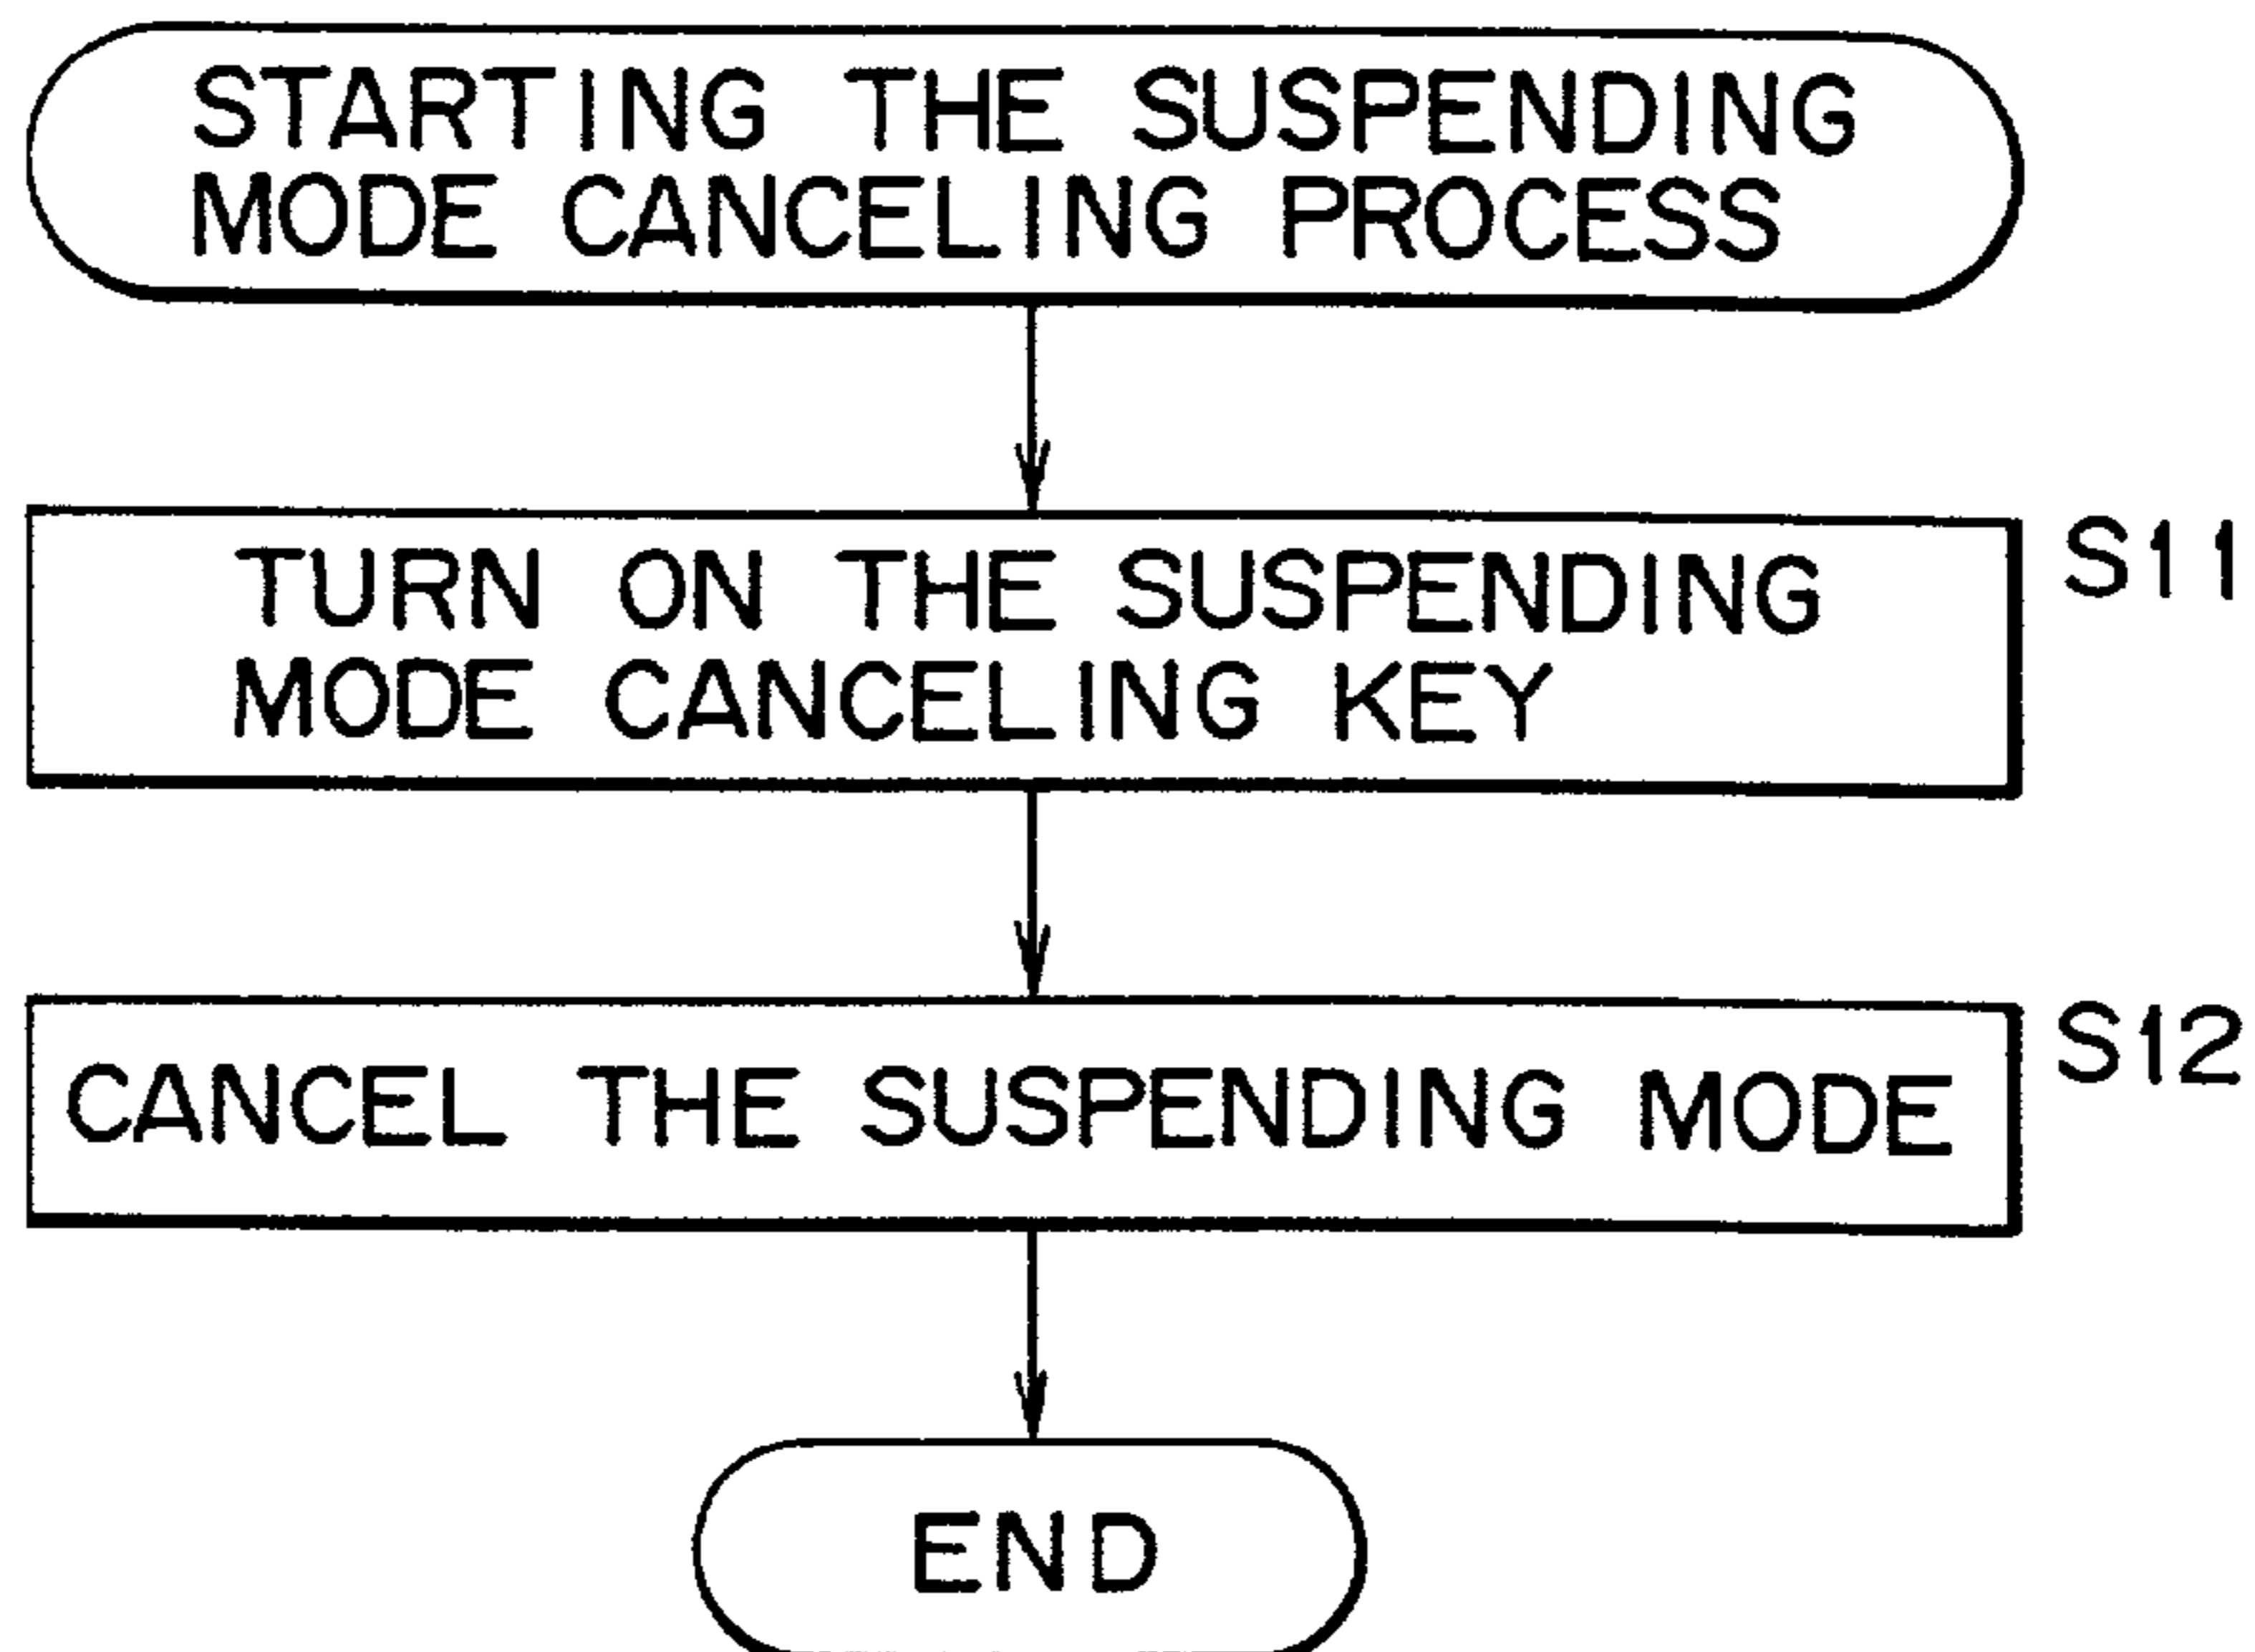 STARTING THE SUSPENDING
MODE CANCELING PROCESS
TURN ON THE SUSPENDING
MODE CANCELING KEY
S11
CANCEL THE SUSPENDING MODE
S12
END